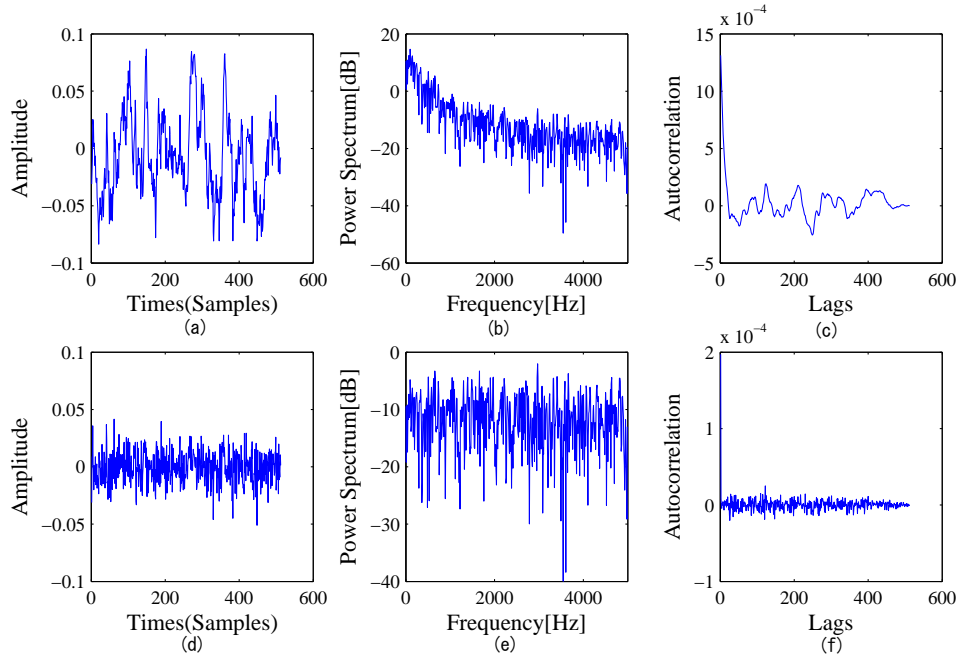 0.1
0.05
0
−0.05
−0.1
0
200
400
600
Amplitude
Times(Samples)
(a)
20
0
−20
−40
−60
0
2000
4000
Power Spectrum[dB]
Frequency[Hz]
(b)
x 10⁻⁴
15
10
5
0
−5
0
200
400
600
Autocorrelation
Lags
(c)
0.1
0.05
0
−0.05
−0.1
0
200
400
600
Amplitude
Times(Samples)
(d)
0
−10
−20
−30
−40
0
2000
4000
Power Spectrum[dB]
Frequency[Hz]
(e)
x 10⁻⁴
2
1
0
−1
0
200
400
600
Autocorrelation
Lags
(f)